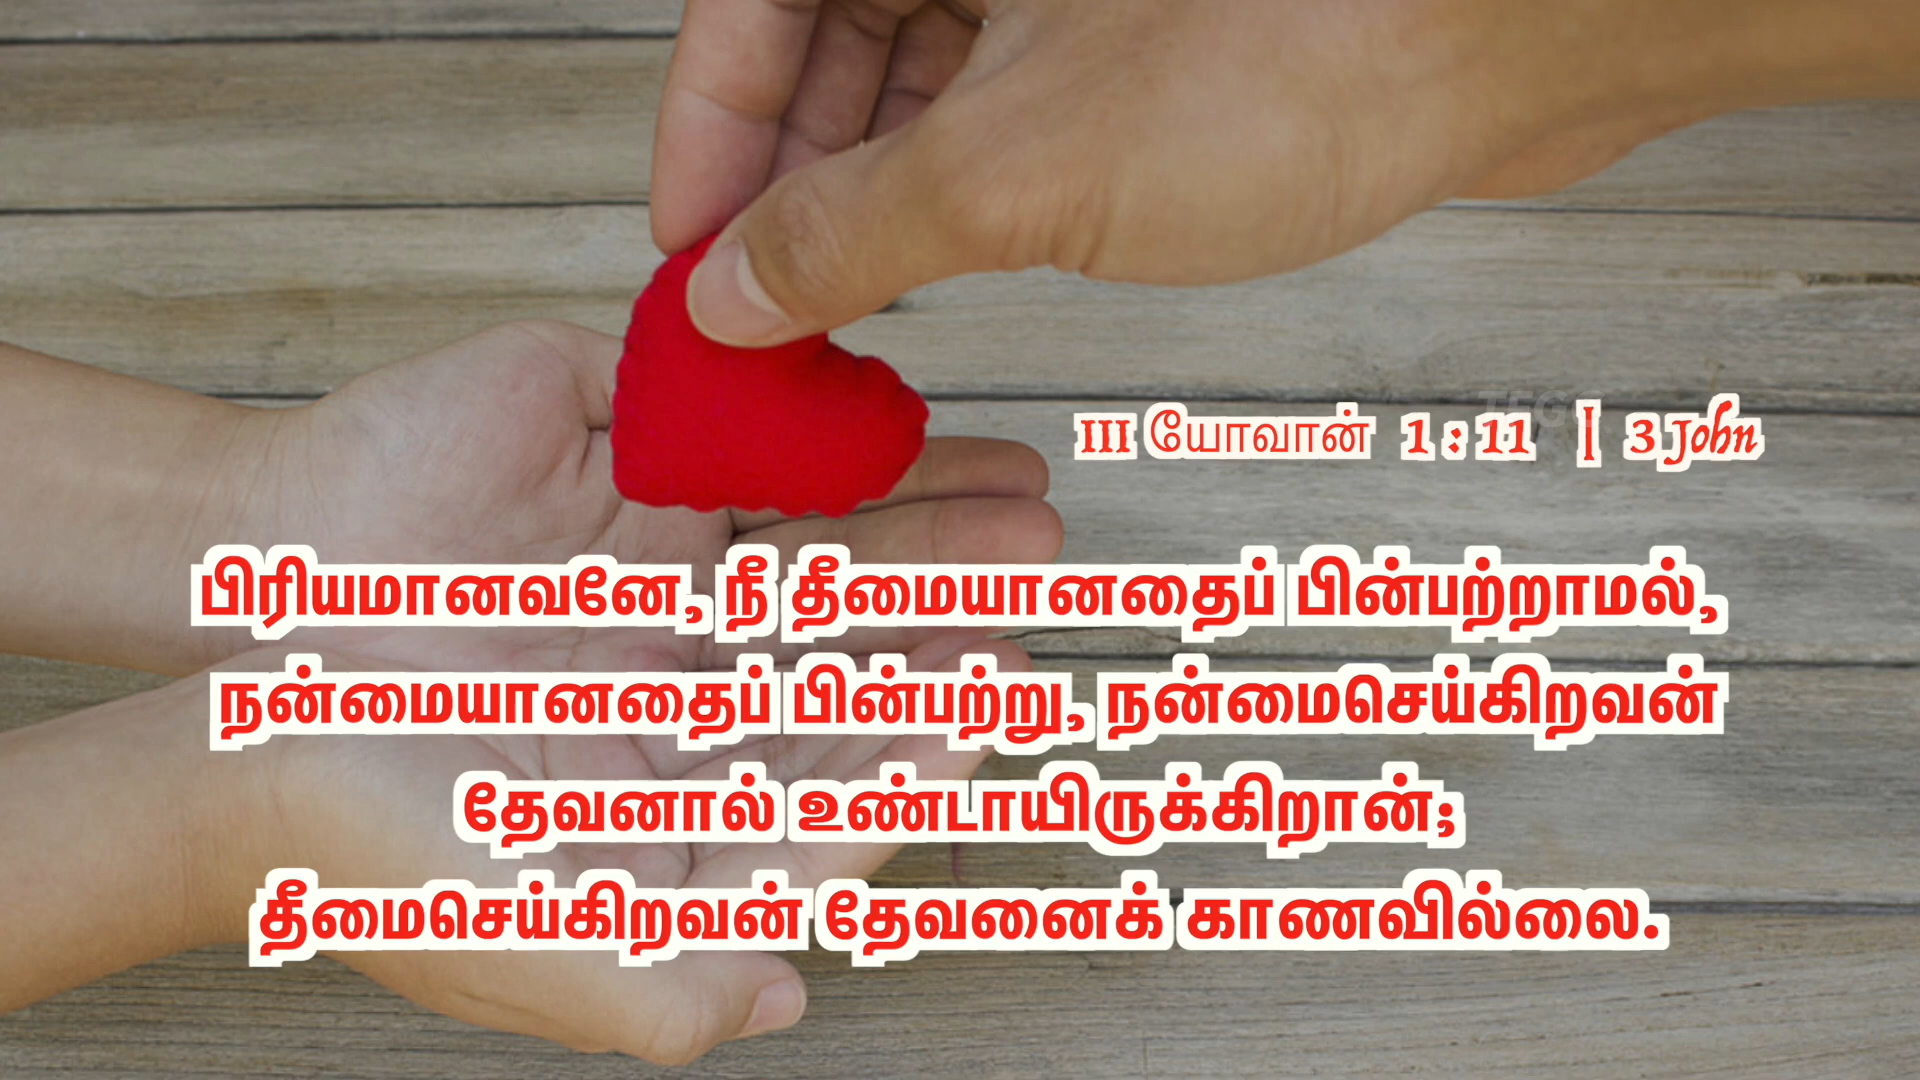 III யோவான் 1 : 11 | 3 John
பிரியமானவனே, நீ தீமையானதைப் பின்பற்றாமல்,
நன்மையானதைப் பின்பற்று, நன்மைசெய்கிறவன்
தேவனால் உண்டாயிருக்கிறான்;
தீமைசெய்கிறவன் தேவனைக் காணவில்லை.